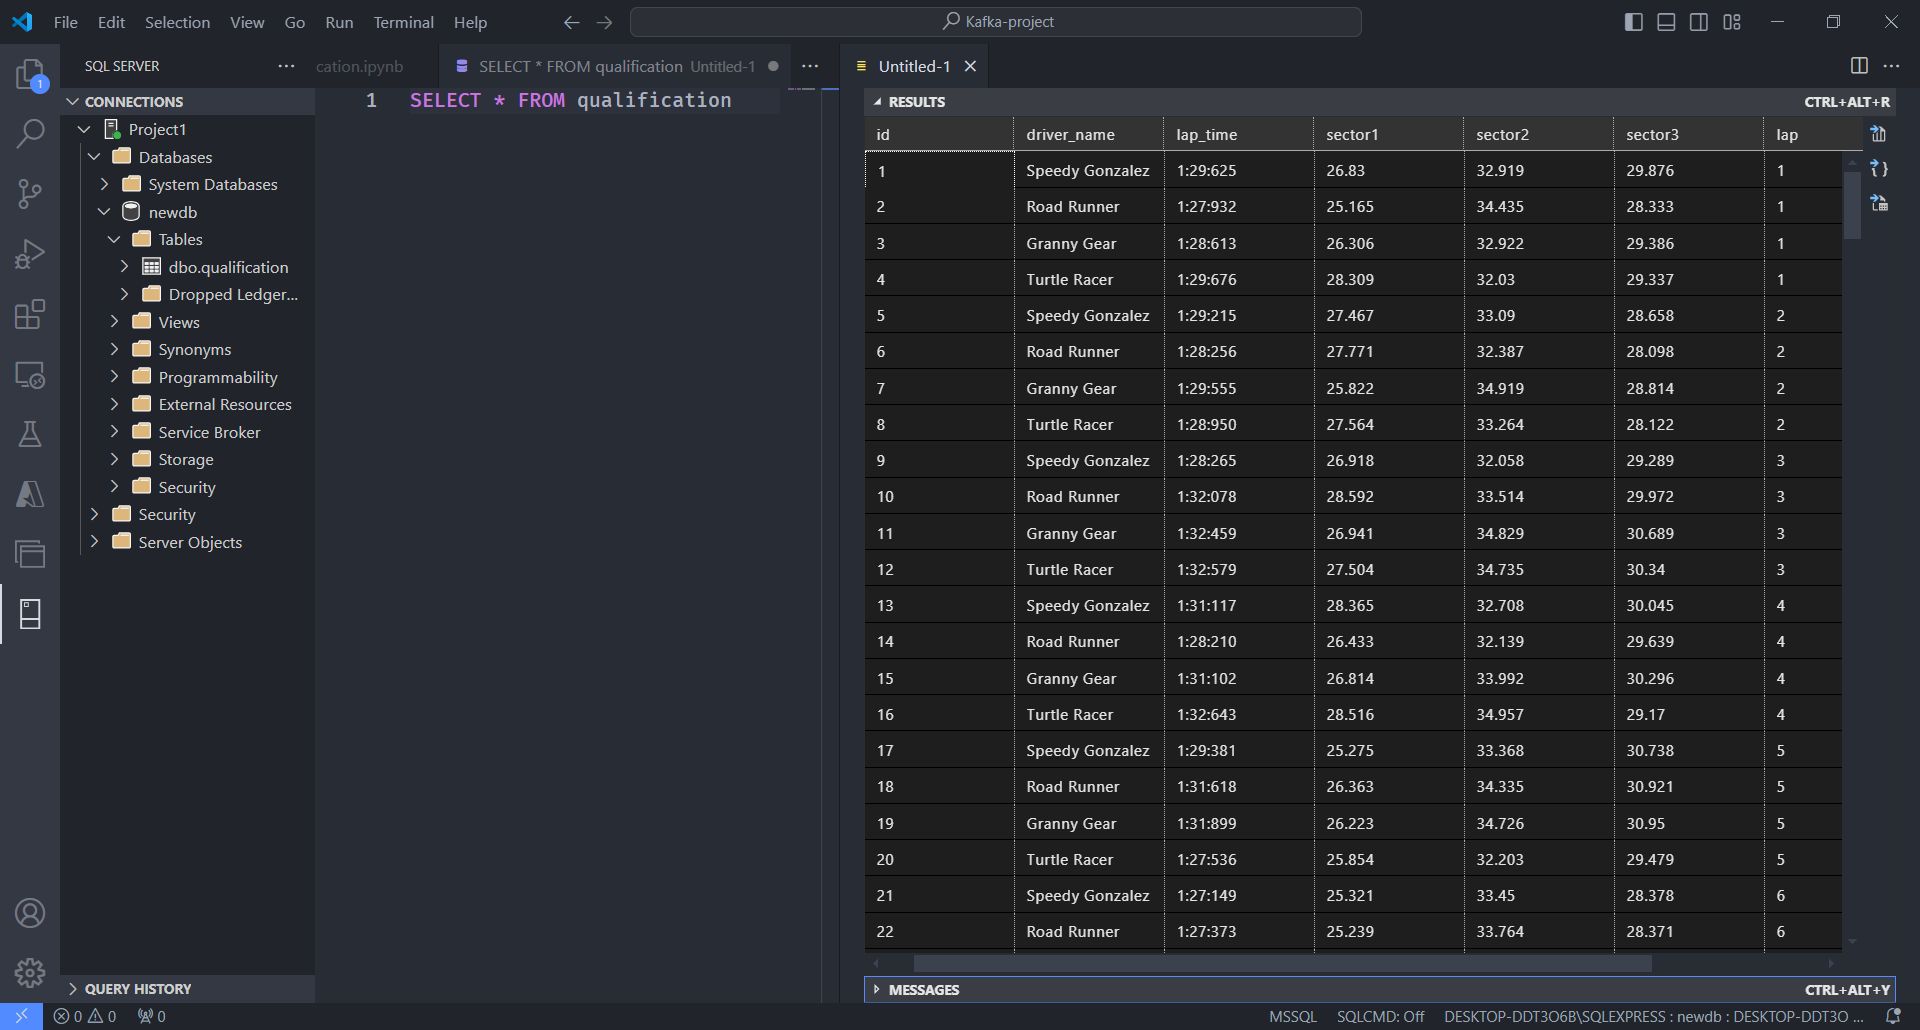 File Edit Selection View Go Run Terminal Help Kafka-project
SQL SERVER
cation.ipynb SELECT * FROM qualification Untitled-1
Untitled-1
1
CONNECTIONS
Project1
Databases
System Databases
newdb
Tables
dbo.qualification
Dropped Ledger...
Views
Synonyms
Programmability
External Resources
Service Broker
Storage
Security
Security
Server Objects
QUERY HISTORY
1 SELECT * FROM qualification
RESULTS CTRL+ALT+R
id driver_name lap_time sector1 sector2 sector3 lap
1 Speedy Gonzalez 1:29:625 26.83 32.919 29.876 1
2 Road Runner 1:27:932 25.165 34.435 28.333 1
3 Granny Gear 1:28:613 26.306 32.922 29.386 1
4 Turtle Racer 1:29:676 28.309 32.03 29.337 1
5 Speedy Gonzalez 1:29:215 27.467 33.09 28.658 2
6 Road Runner 1:28:256 27.771 32.387 28.098 2
7 Granny Gear 1:29:555 25.822 34.919 28.814 2
8 Turtle Racer 1:28:950 27.564 33.264 28.122 2
9 Speedy Gonzalez 1:28:265 26.918 32.058 29.289 3
10 Road Runner 1:32:078 28.592 33.514 29.972 3
11 Granny Gear 1:32:459 26.941 34.829 30.689 3
12 Turtle Racer 1:32:579 27.504 34.735 30.34 3
13 Speedy Gonzalez 1:31:117 28.365 32.708 30.045 4
14 Road Runner 1:28:210 26.433 32.139 29.639 4
15 Granny Gear 1:31:102 26.814 33.992 30.296 4
16 Turtle Racer 1:32:643 28.516 34.957 29.17 4
17 Speedy Gonzalez 1:29:381 25.275 33.368 30.738 5
18 Road Runner 1:31:618 26.363 34.335 30.921 5
19 Granny Gear 1:31:899 26.223 34.726 30.95 5
20 Turtle Racer 1:27:536 25.854 32.203 29.479 5
21 Speedy Gonzalez 1:27:149 25.321 33.45 28.378 6
22 Road Runner 1:27:373 25.239 33.764 28.371 6
MESSAGES CTRL+ALT+Y
0 0 0 MSSQL SQLCMD: Off DESKTOP-DDT3O6B\SQLEXPRESS : newdb : DESKTOP-DDT3O ...